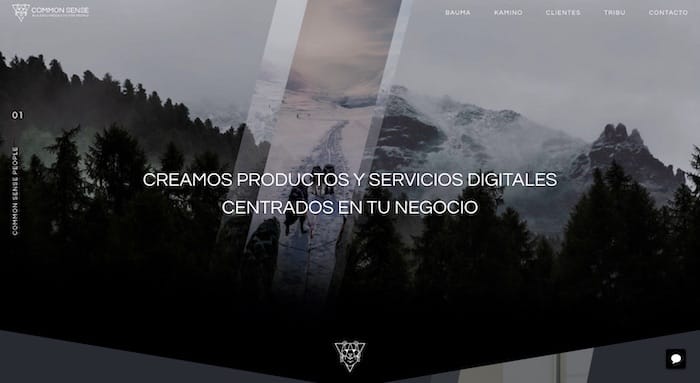 COMMON SENSE
BAUMA
KAMINO
CLIENTES
TRIBU
CONTACTO
01
COMMON SENSE PEOPLE
CREAMOS PRODUCTOS Y SERVICIOS DIGITALES
CENTRADOS EN TU NEGOCIO